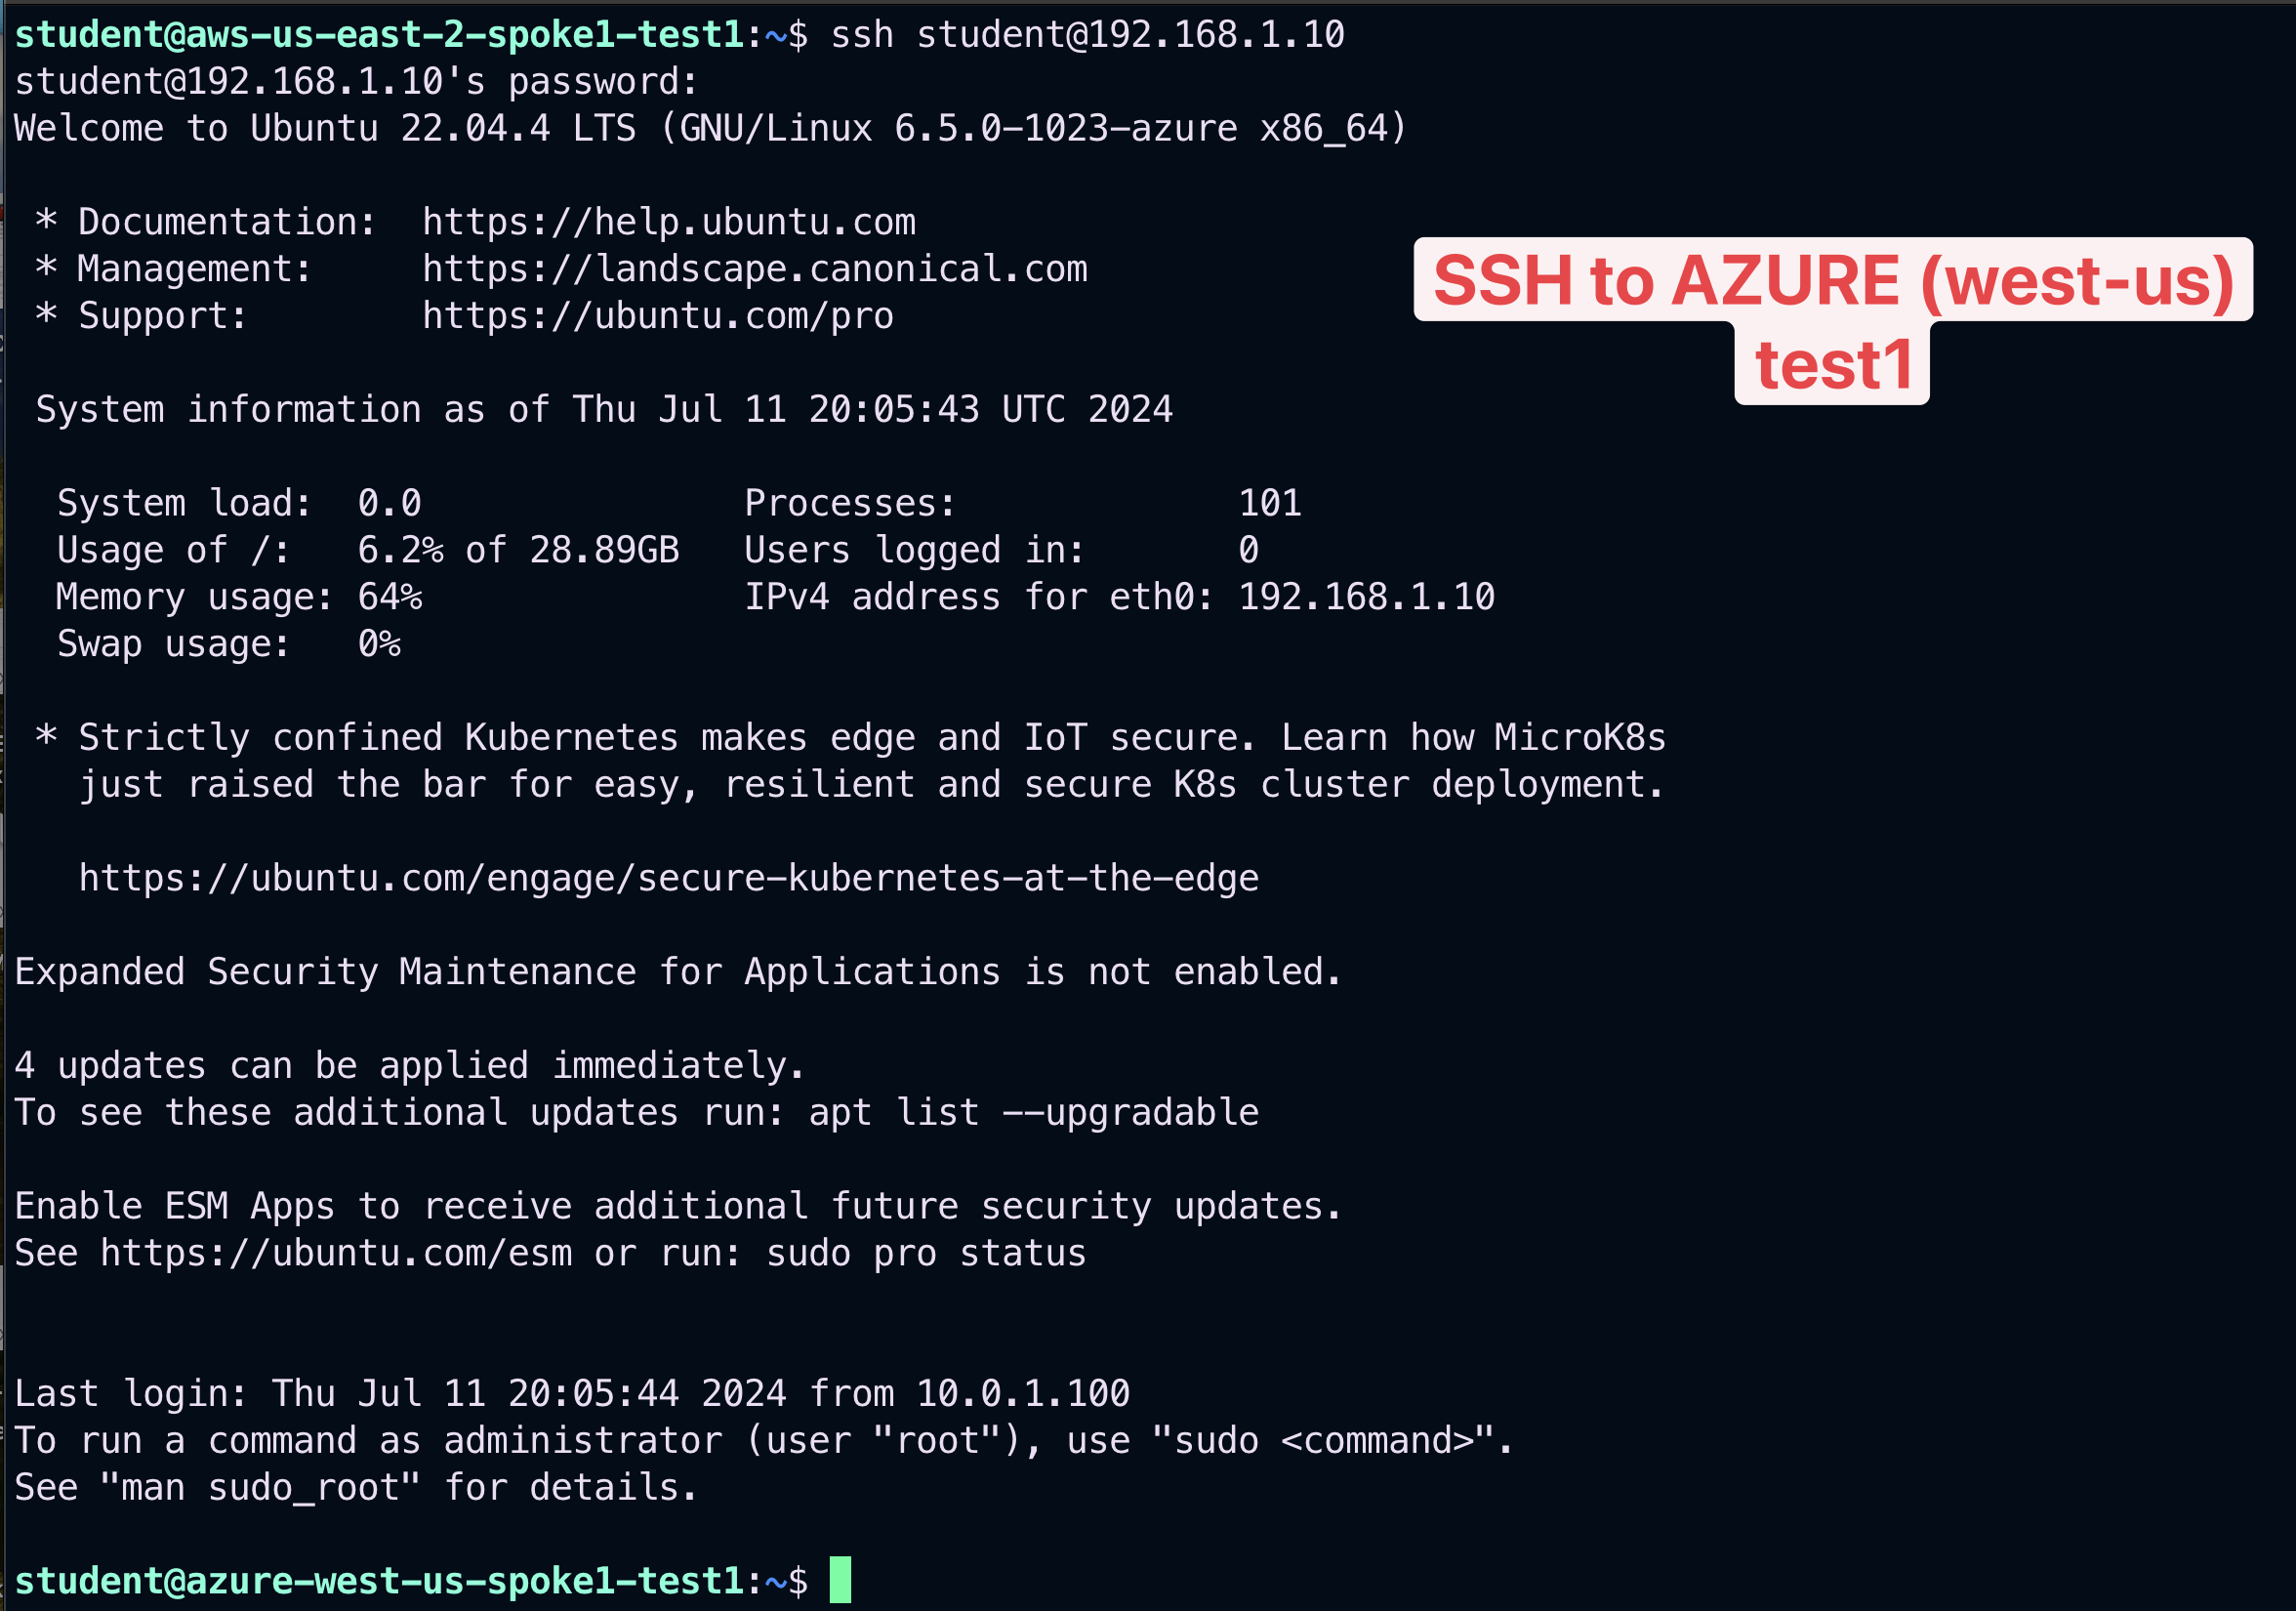 student@aws-us-east-2-spoke1-test1:~$ ssh student@192.168.1.10
student@192.168.1.10's password:
Welcome to Ubuntu 22.04.4 LTS (GNU/Linux 6.5.0-1023-azure x86_64)
* Documentation:  https://help.ubuntu.com
* Management:     https://landscape.canonical.com
* Support:        https://ubuntu.com/pro
SSH to AZURE (west-us)
test1
System information as of Thu Jul 11 20:05:43 UTC 2024
System load:  0.0               Processes:             101
Usage of /:   6.2% of 28.89GB   Users logged in:       0
Memory usage: 64%               IPv4 address for eth0: 192.168.1.10
Swap usage:   0%
* Strictly confined Kubernetes makes edge and IoT secure. Learn how MicroK8s
just raised the bar for easy, resilient and secure K8s cluster deployment.
https://ubuntu.com/engage/secure-kubernetes-at-the-edge
Expanded Security Maintenance for Applications is not enabled.
4 updates can be applied immediately.
To see these additional updates run: apt list --upgradable
Enable ESM Apps to receive additional future security updates.
See https://ubuntu.com/esm or run: sudo pro status
Last login: Thu Jul 11 20:05:44 2024 from 10.0.1.100
To run a command as administrator (user "root"), use "sudo <command>".
See "man sudo_root" for details.
student@azure-west-us-spoke1-test1:~$